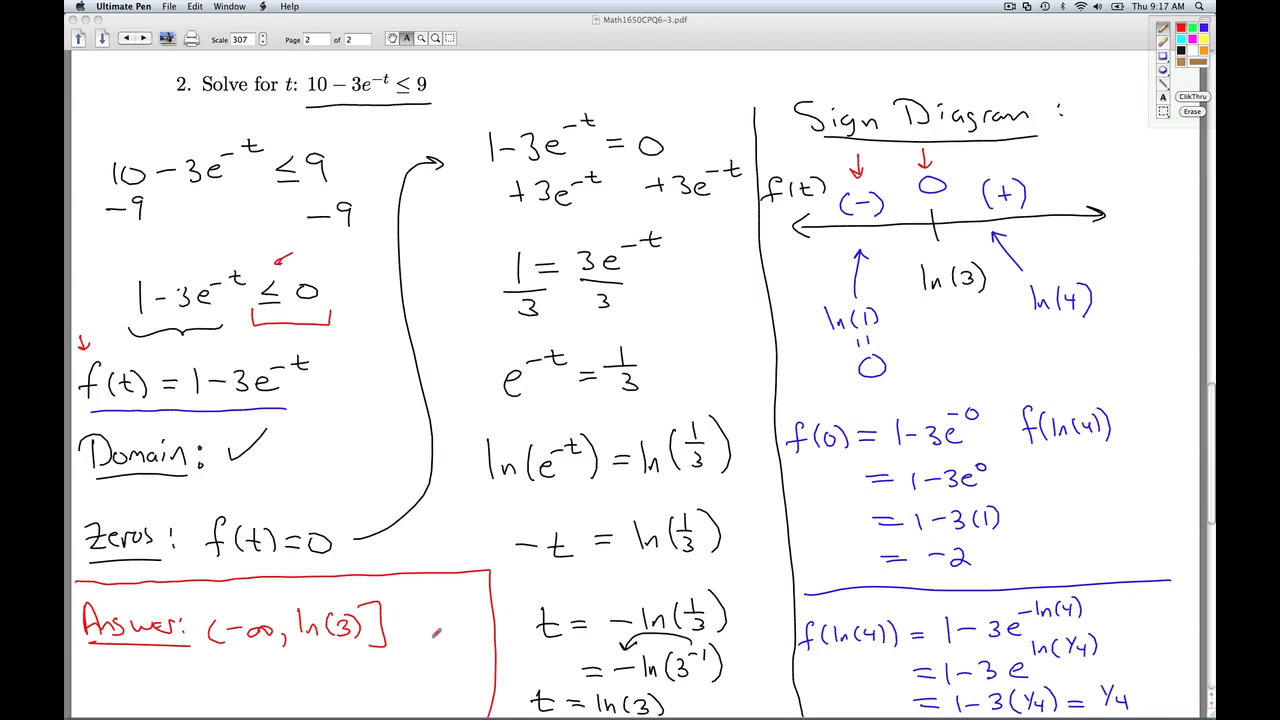 Ultimate Pen File Edit Window Help
Thu 9:17 AM
Math1650CPQ6-3.pdf
Scale 307 Page 2 of 2
ClikThru
Erase
2. Solve for t: 10 − 3e^{−t} ≤ 9
10 − 3e^{−t} ≤ 9
−9 −9
1 − 3e^{−t} ≤ 0
f(t) = 1 − 3e^{−t}
Domain: ✓
Zeros: f(t) = 0
Answer: (−∞, ln(3)]
1 − 3e^{−t} = 0
+3e^{−t} +3e^{−t}
1/3 = 3e^{−t}/3
e^{−t} = 1/3
ln(e^{−t}) = ln(1/3)
−t = ln(1/3)
t = −ln(1/3)
= −ln(3^{−1})
t = ln(3)
Sign Diagram:
f(t) (−) 0 (+)
ln(3)
ln(4)
ln(1)
=
0
f(0) = 1 − 3e^{−0} f(ln(4))
= 1 − 3e^{0}
= 1 − 3(1)
= −2
f(ln(4)) = 1 − 3e^{−ln(4)}
= 1 − 3e^{ln(1/4)}
= 1 − 3(1/4) = 1/4